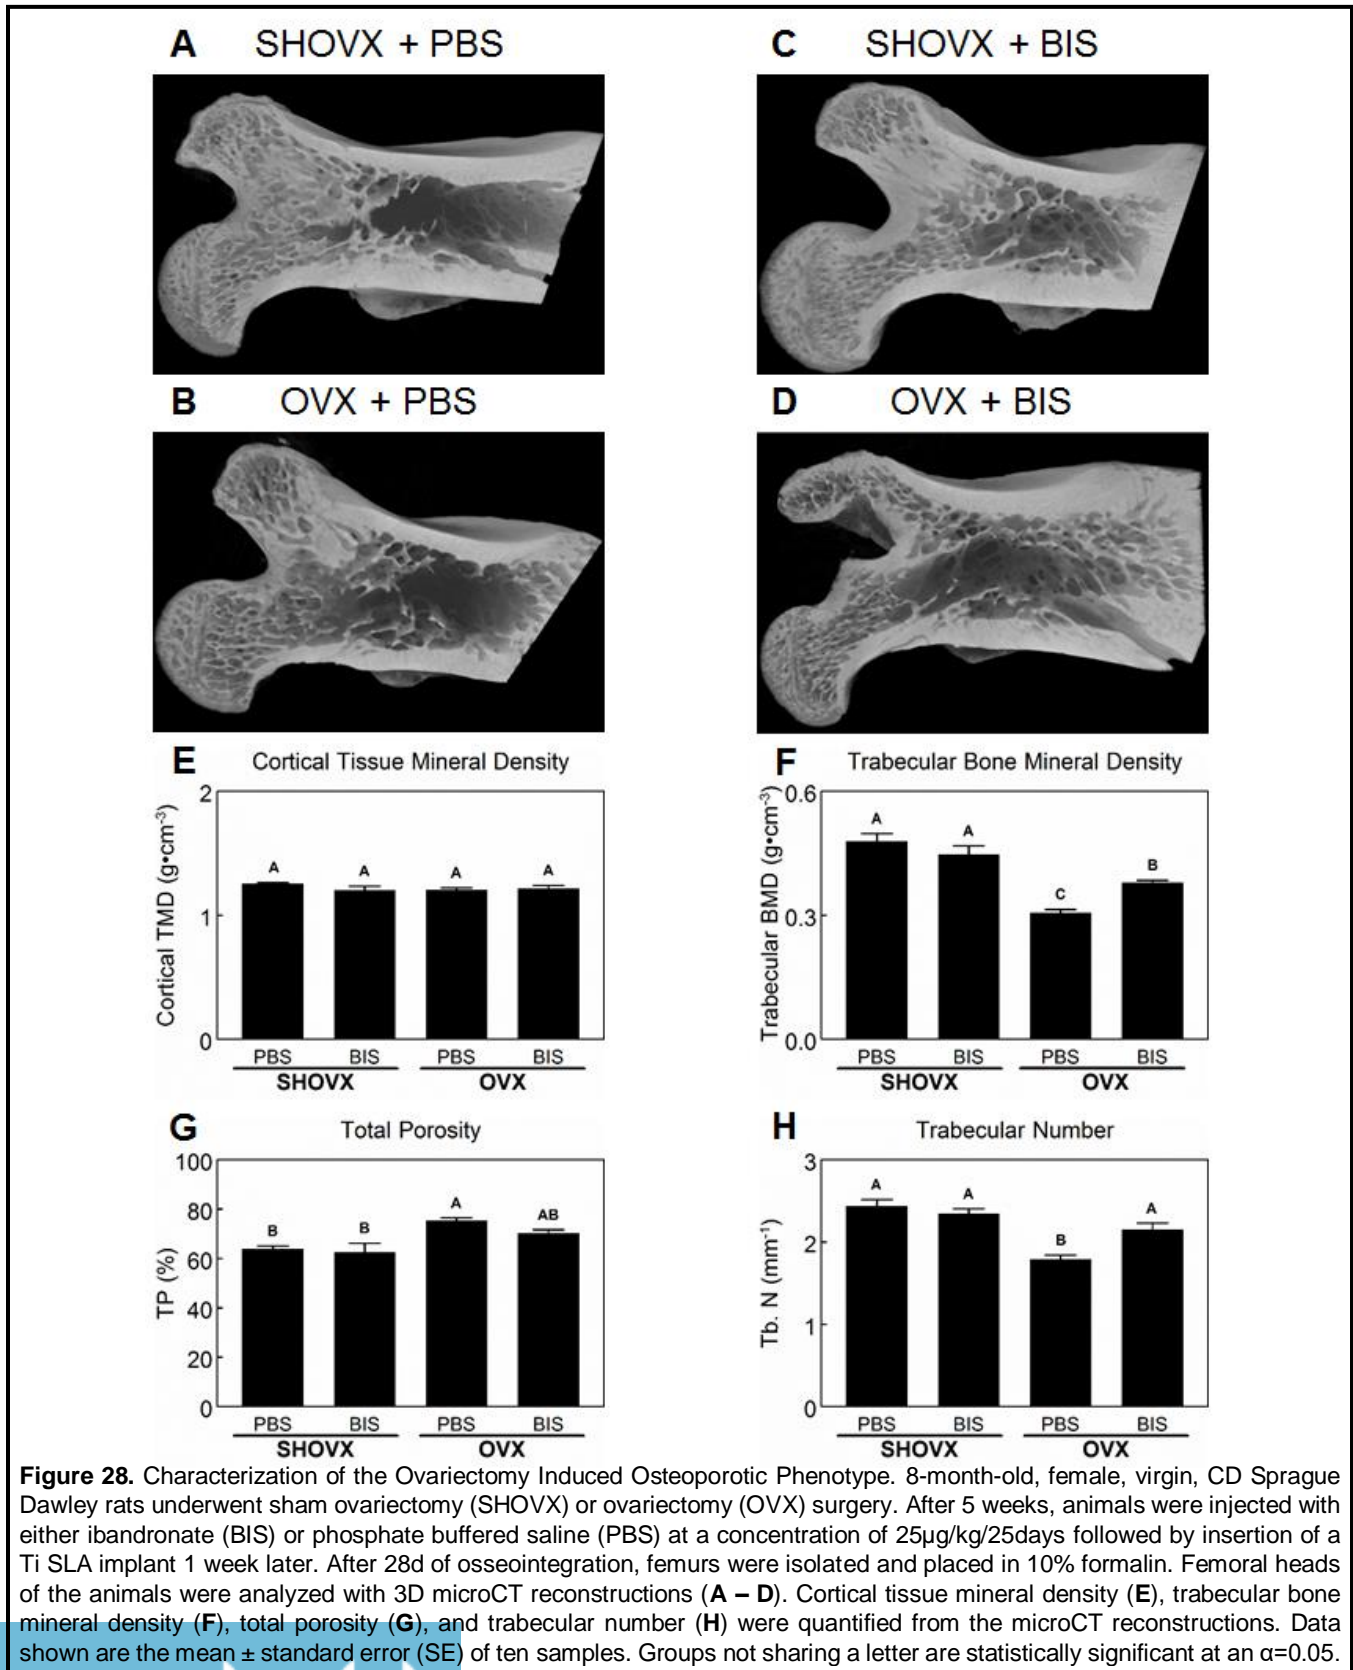 A SHOVX + PBS
C SHOVX + BIS
B OVX + PBS
D OVX + BIS
E Cortical Tissue Mineral Density
Cortical TMD (g•cm⁻³)
2
1
0
A A A A
PBS BIS PBS BIS
SHOVX OVX
F Trabecular Bone Mineral Density
Trabecular BMD (g•cm⁻³)
0.6
0.3
0.0
A A C B
PBS BIS PBS BIS
SHOVX OVX
G Total Porosity
TP (%)
100
80
60
40
20
0
B B A AB
PBS BIS PBS BIS
SHOVX OVX
H Trabecular Number
Tb. N (mm⁻¹)
3
2
1
0
A A B A
PBS BIS PBS BIS
SHOVX OVX
Figure 28. Characterization of the Ovariectomy Induced Osteoporotic Phenotype. 8-month-old, female, virgin, CD Sprague
Dawley rats underwent sham ovariectomy (SHOVX) or ovariectomy (OVX) surgery. After 5 weeks, animals were injected with
either ibandronate (BIS) or phosphate buffered saline (PBS) at a concentration of 25µg/kg/25days followed by insertion of a
Ti SLA implant 1 week later. After 28d of osseointegration, femurs were isolated and placed in 10% formalin. Femoral heads
of the animals were analyzed with 3D microCT reconstructions (A – D). Cortical tissue mineral density (E), trabecular bone
mineral density (F), total porosity (G), and trabecular number (H) were quantified from the microCT reconstructions. Data
shown are the mean ± standard error (SE) of ten samples. Groups not sharing a letter are statistically significant at an α=0.05.